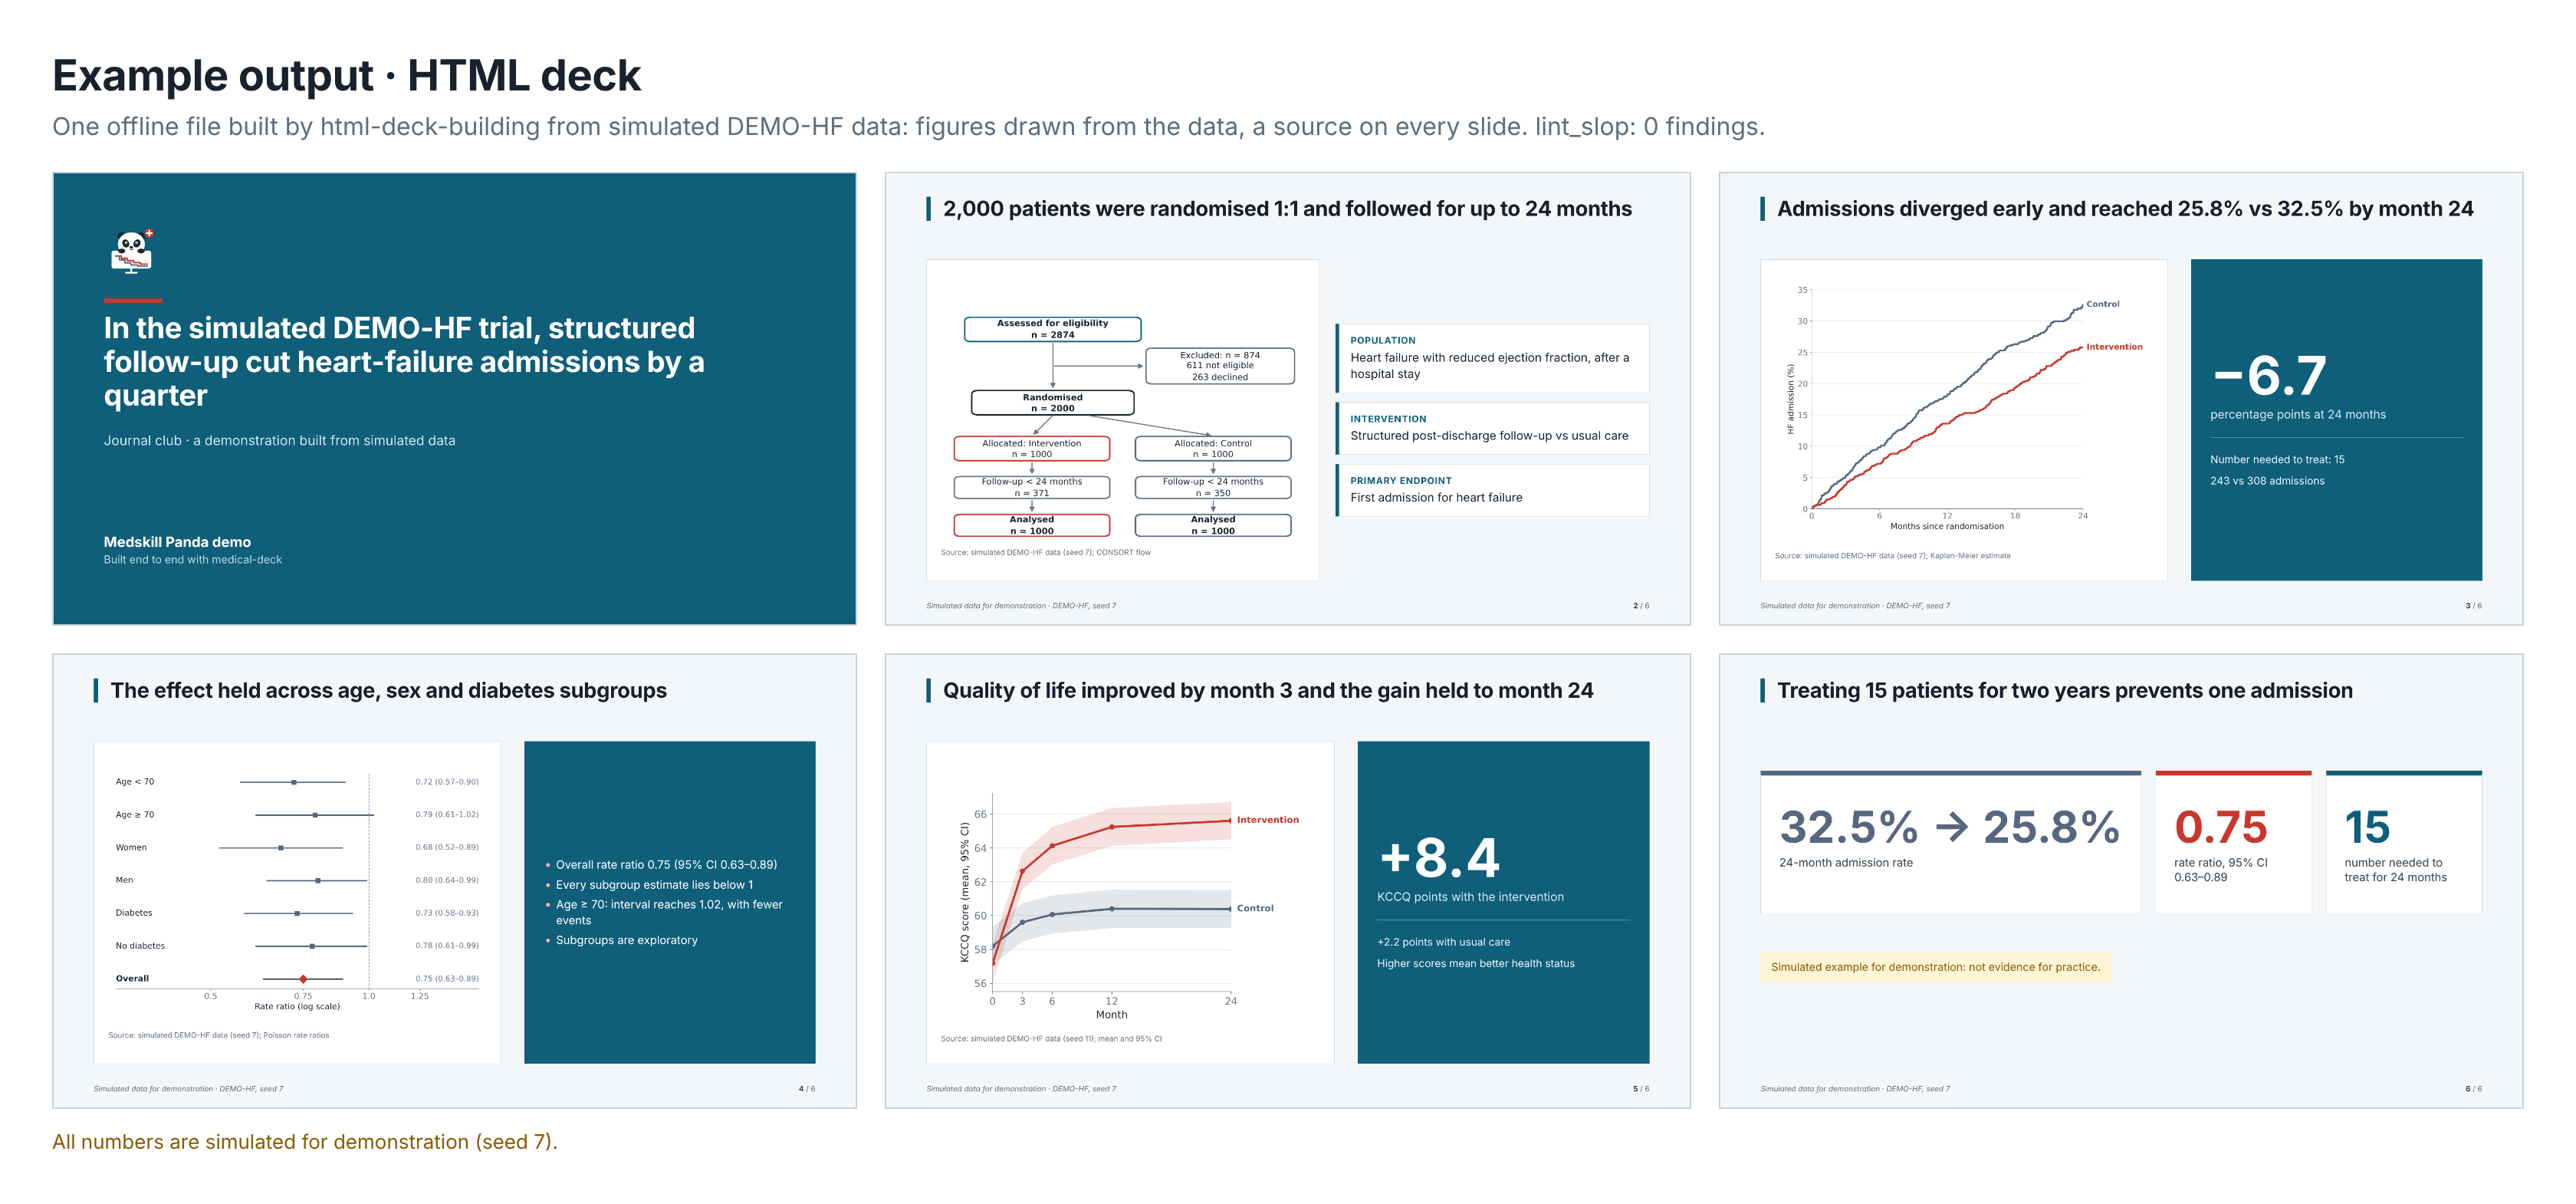 Example output · HTML deck
One offline file built by html-deck-building from simulated DEMO-HF data: figures drawn from the data, a source on every slide. lint_slop: 0 findings.
In the simulated DEMO-HF trial, structured
follow-up cut heart-failure admissions by a
quarter
Journal club · a demonstration built from simulated data
Medskill Panda demo
Built end to end with medical-deck
2,000 patients were randomised 1:1 and followed for up to 24 months
Assessed for eligibility
n = 2874
Excluded: n = 874
611 not eligible
263 declined
Randomised
n = 2000
Allocated: Intervention
n = 1000
Allocated: Control
n = 1000
Follow-up < 24 months
n = 371
Follow-up < 24 months
n = 350
Analysed
n = 1000
Analysed
n = 1000
Source: simulated DEMO-HF data (seed 7); CONSORT flow
POPULATION
Heart failure with reduced ejection fraction, after a
hospital stay
INTERVENTION
Structured post-discharge follow-up vs usual care
PRIMARY ENDPOINT
First admission for heart failure
Simulated data for demonstration · DEMO-HF, seed 7
2 / 6
Admissions diverged early and reached 25.8% vs 32.5% by month 24
HF admission (%)
35
30
25
20
15
10
5
0
0 6 12 18 24
Months since randomisation
Control
Intervention
Source: simulated DEMO-HF data (seed 7); Kaplan-Meier estimate
−6.7
percentage points at 24 months
Number needed to treat: 15
243 vs 308 admissions
Simulated data for demonstration · DEMO-HF, seed 7
3 / 6
The effect held across age, sex and diabetes subgroups
Age < 70 0.72 (0.57–0.90)
Age ≥ 70 0.79 (0.61–1.02)
Women 0.68 (0.52–0.89)
Men 0.80 (0.64–0.99)
Diabetes 0.73 (0.58–0.93)
No diabetes 0.78 (0.61–0.99)
Overall 0.75 (0.63–0.89)
0.5 0.75 1.0 1.25
Rate ratio (log scale)
Source: simulated DEMO-HF data (seed 7); Poisson rate ratios
• Overall rate ratio 0.75 (95% CI 0.63–0.89)
• Every subgroup estimate lies below 1
• Age ≥ 70: interval reaches 1.02, with fewer
events
• Subgroups are exploratory
Simulated data for demonstration · DEMO-HF, seed 7
4 / 6
Quality of life improved by month 3 and the gain held to month 24
KCCQ score (mean, 95% CI)
66
64
62
60
58
56
0 3 6 12 24
Month
Intervention
Control
Source: simulated DEMO-HF data (seed 11); mean and 95% CI
+8.4
KCCQ points with the intervention
+2.2 points with usual care
Higher scores mean better health status
Simulated data for demonstration · DEMO-HF, seed 7
5 / 6
Treating 15 patients for two years prevents one admission
32.5% → 25.8%
24-month admission rate
0.75
rate ratio, 95% CI
0.63–0.89
15
number needed to
treat for 24 months
Simulated example for demonstration: not evidence for practice.
Simulated data for demonstration · DEMO-HF, seed 7
6 / 6
All numbers are simulated for demonstration (seed 7).